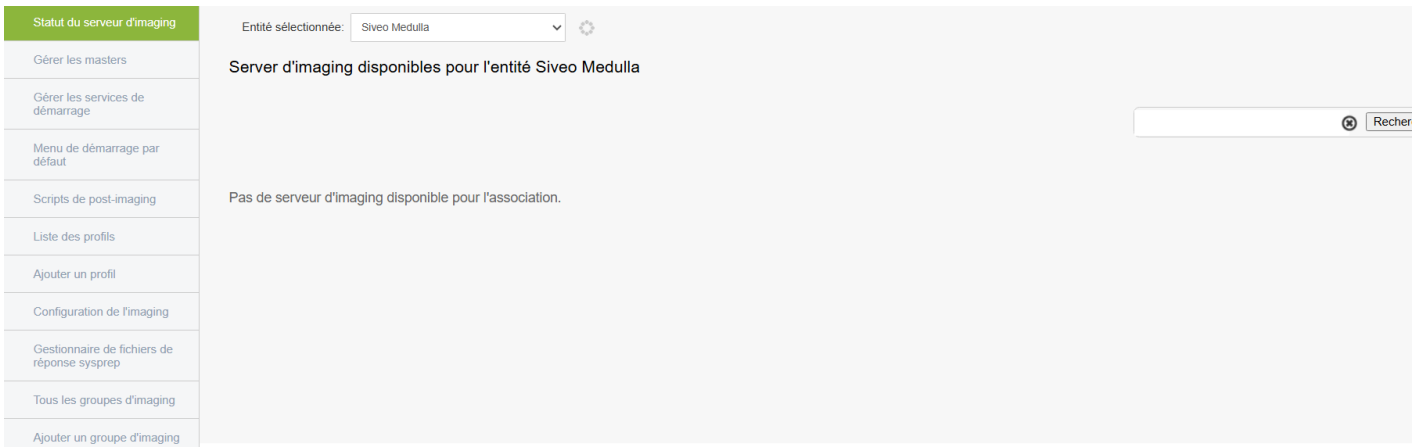 Statut du serveur d'imaging
Gérer les masters
Gérer les services de
démarrage
Menu de démarrage par
défaut
Scripts de post-imaging
Liste des profils
Ajouter un profil
Configuration de l'imaging
Gestionnaire de fichiers de
réponse sysprep
Tous les groupes d'imaging
Ajouter un groupe d'imaging
Entité sélectionnée: Siveo Medulla
Server d'imaging disponibles pour l'entité Siveo Medulla
Recher
Pas de serveur d'imaging disponible pour l'association.